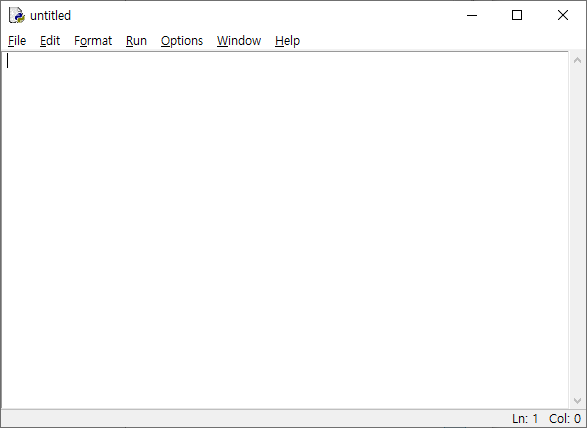 untitled
File Edit Format Run Options Window Help
Ln: 1 Col: 0